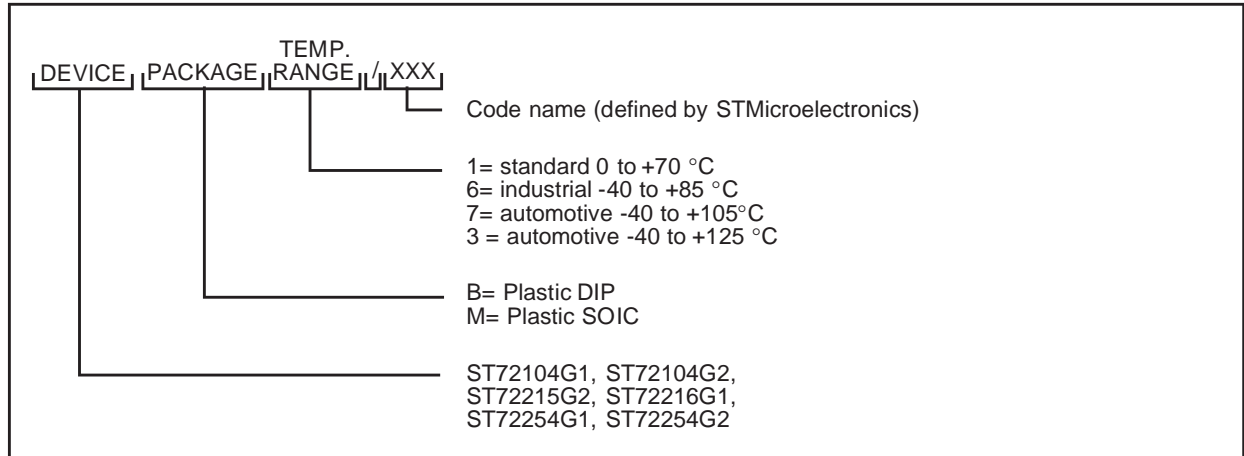 TEMP.
DEVICE PACKAGE RANGE / XXX
Code name (defined by STMicroelectronics)
1= standard 0 to +70 °C
6= industrial -40 to +85 °C
7= automotive -40 to +105°C
3 = automotive -40 to +125 °C
B= Plastic DIP
M= Plastic SOIC
ST72104G1, ST72104G2,
ST72215G2, ST72216G1,
ST72254G1, ST72254G2